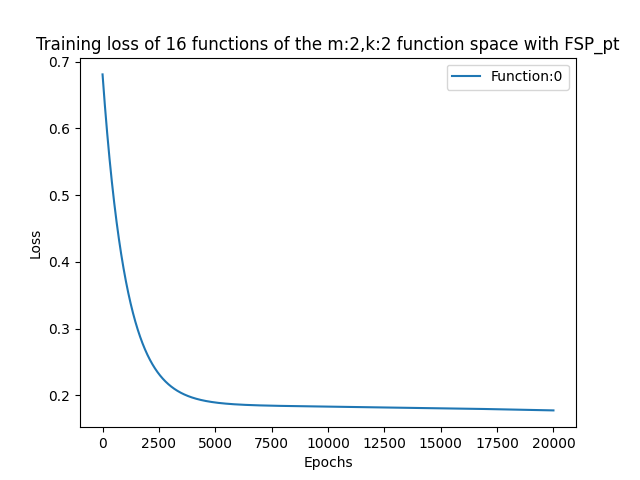 Training loss of 16 functions of the m:2,k:2 function space with FSP_pt
Function:0
Loss
0.7
0.6
0.5
0.4
0.3
0.2
0 2500 5000 7500 10000 12500 15000 17500 20000
Epochs